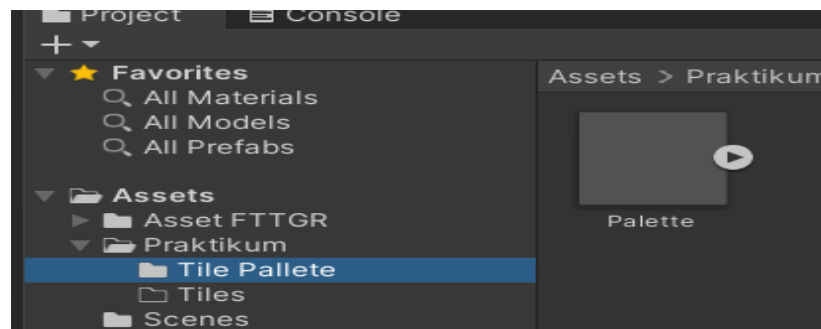 Project Console
Favorites
All Materials
All Models
All Prefabs
Assets
Asset FTTGR
Praktikum
Tile Pallete
Tiles
Scenes
Assets > Praktikum
Palette